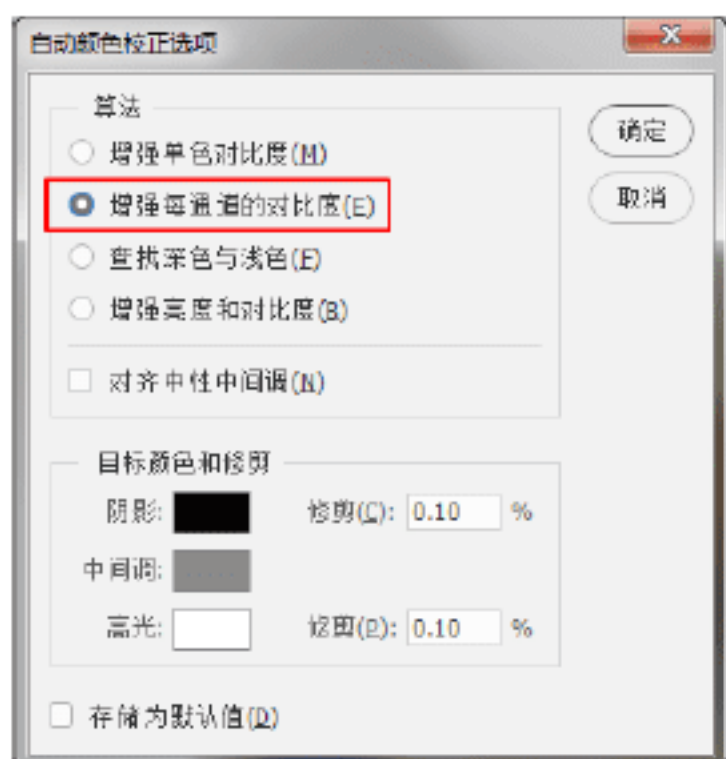 自动颜色校正选项
算法
增强单色对比度(M)
增强每通道的对比度(E)
查找深色与浅色(F)
增强亮度和对比度(R)
对齐中性中间调(N)
确定
取消
目标颜色和修剪
阴影: 修剪(C): 0.10 %
中间调:
高光: 修剪(P): 0.10 %
存储为默认值(D)